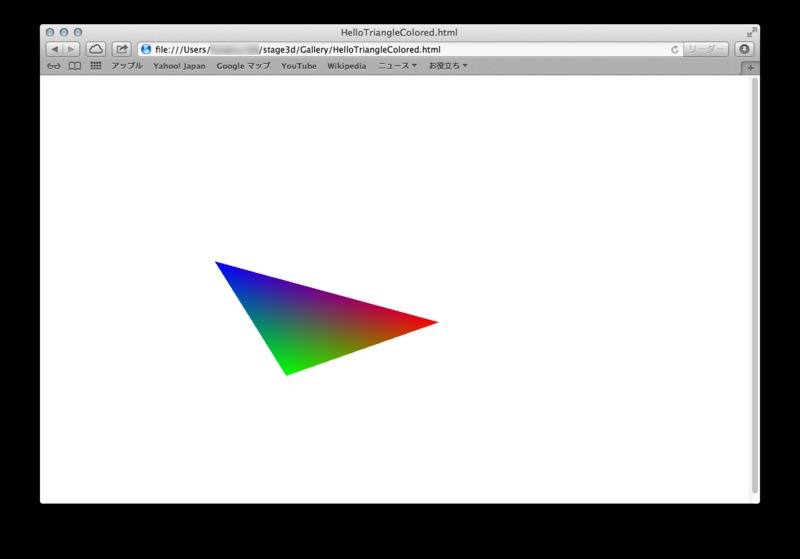 HelloTriangleColored.html
file:///Users/ /stage3d/Gallery/HelloTriangleColored.html リーダー
アップル Yahoo! Japan Google マップ YouTube Wikipedia ニュース お役立ち